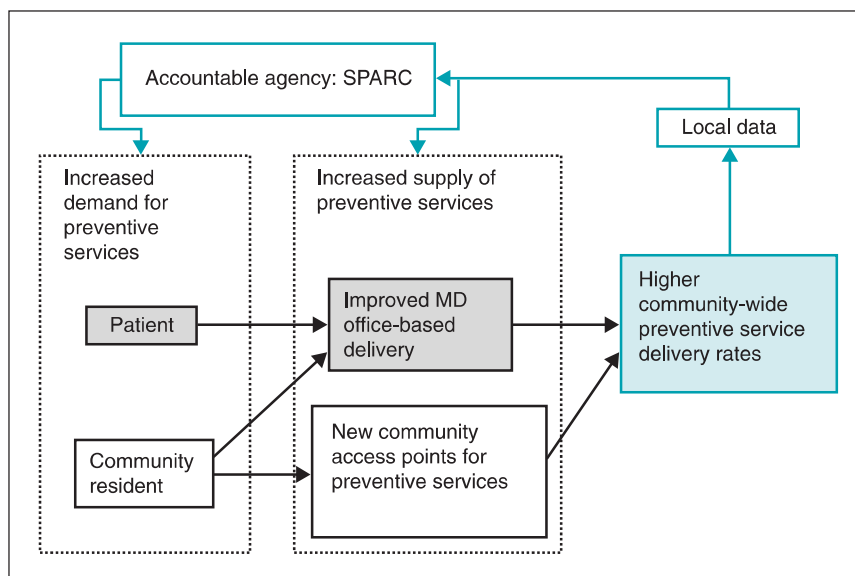 Accountable agency: SPARC
Local data
Increased
demand for
preventive
services
Increased supply of
preventive services
Patient
Improved MD
office-based
delivery
Higher
community-wide
preventive service
delivery rates
Community
resident
New community
access points for
preventive services